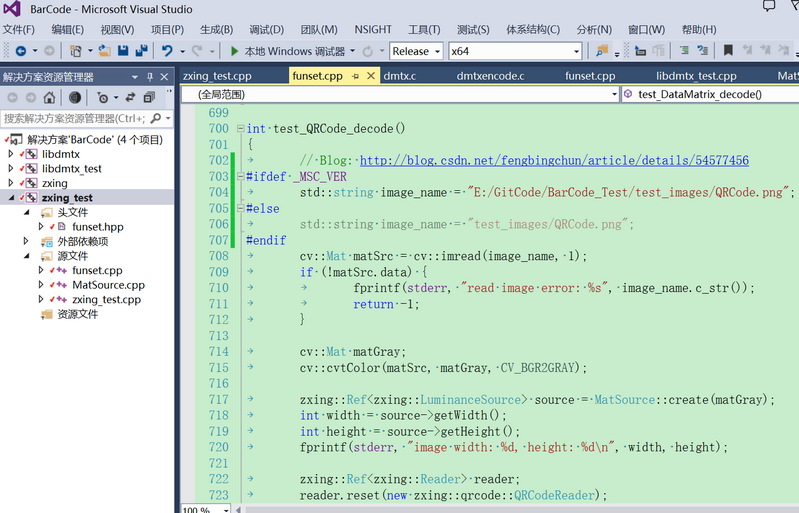 BarCode - Microsoft Visual Studio
文件(F) 编辑(E) 视图(V) 项目(P) 生成(B) 调试(D) 团队(M) NSIGHT 工具(T) 测试(S) 体系结构(C) 分析(N) 窗口(W) 帮助(H)
本地 Windows 调试器 Release x64
解决方案资源管理器
搜索解决方案资源管理器(Ctrl+;
解决方案'BarCode' (4 个项目)
libdmtx
libdmtx_test
zxing
zxing_test
头文件
funset.hpp
外部依赖项
源文件
funset.cpp
MatSource.cpp
zxing_test.cpp
资源文件
zxing_test.cpp funset.cpp dmtx.c dmtxencode.c funset.cpp libdmtx_test.cpp MatS
(全局范围) test_DataMatrix_decode()
699
700 int test_QRCode_decode()
701 {
702 // Blog: http://blog.csdn.net/fengbingchun/article/details/54577456
703 #ifdef _MSC_VER
704 std::string image_name = "E:/GitCode/BarCode_Test/test_images/QRCode.png";
705 #else
706 std::string image_name = "test_images/QRCode.png";
707 #endif
708 cv::Mat matSrc = cv::imread(image_name, 1);
709 if (!matSrc.data) {
710 fprintf(stderr, "read image error: %s", image_name.c_str());
711 return -1;
712 }
713
714 cv::Mat matGray;
715 cv::cvtColor(matSrc, matGray, CV_BGR2GRAY);
716
717 zxing::Ref<zxing::LuminanceSource> source = MatSource::create(matGray);
718 int width = source->getWidth();
719 int height = source->getHeight();
720 fprintf(stderr, "image width: %d, height: %d\n", width, height);
721
722 zxing::Ref<zxing::Reader> reader;
723 reader.reset(new zxing::qrcode::QRCodeReader);
100 %